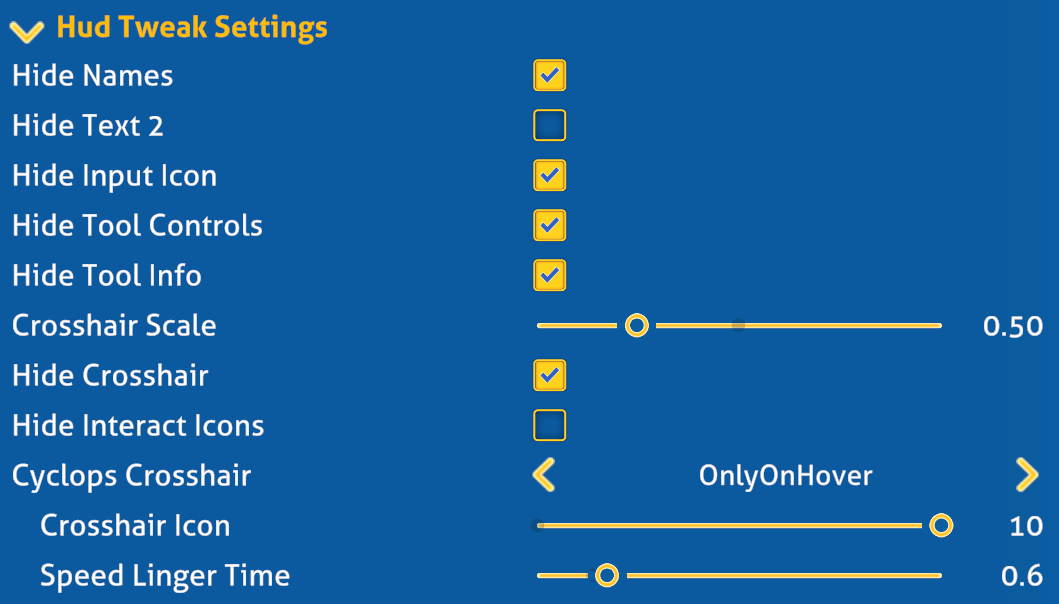 Hud Tweak Settings
Hide Names
Hide Text 2
Hide Input Icon
Hide Tool Controls
Hide Tool Info
Crosshair Scale 0.50
Hide Crosshair
Hide Interact Icons
Cyclops Crosshair OnlyOnHover
Crosshair Icon 10
Speed Linger Time 0.6